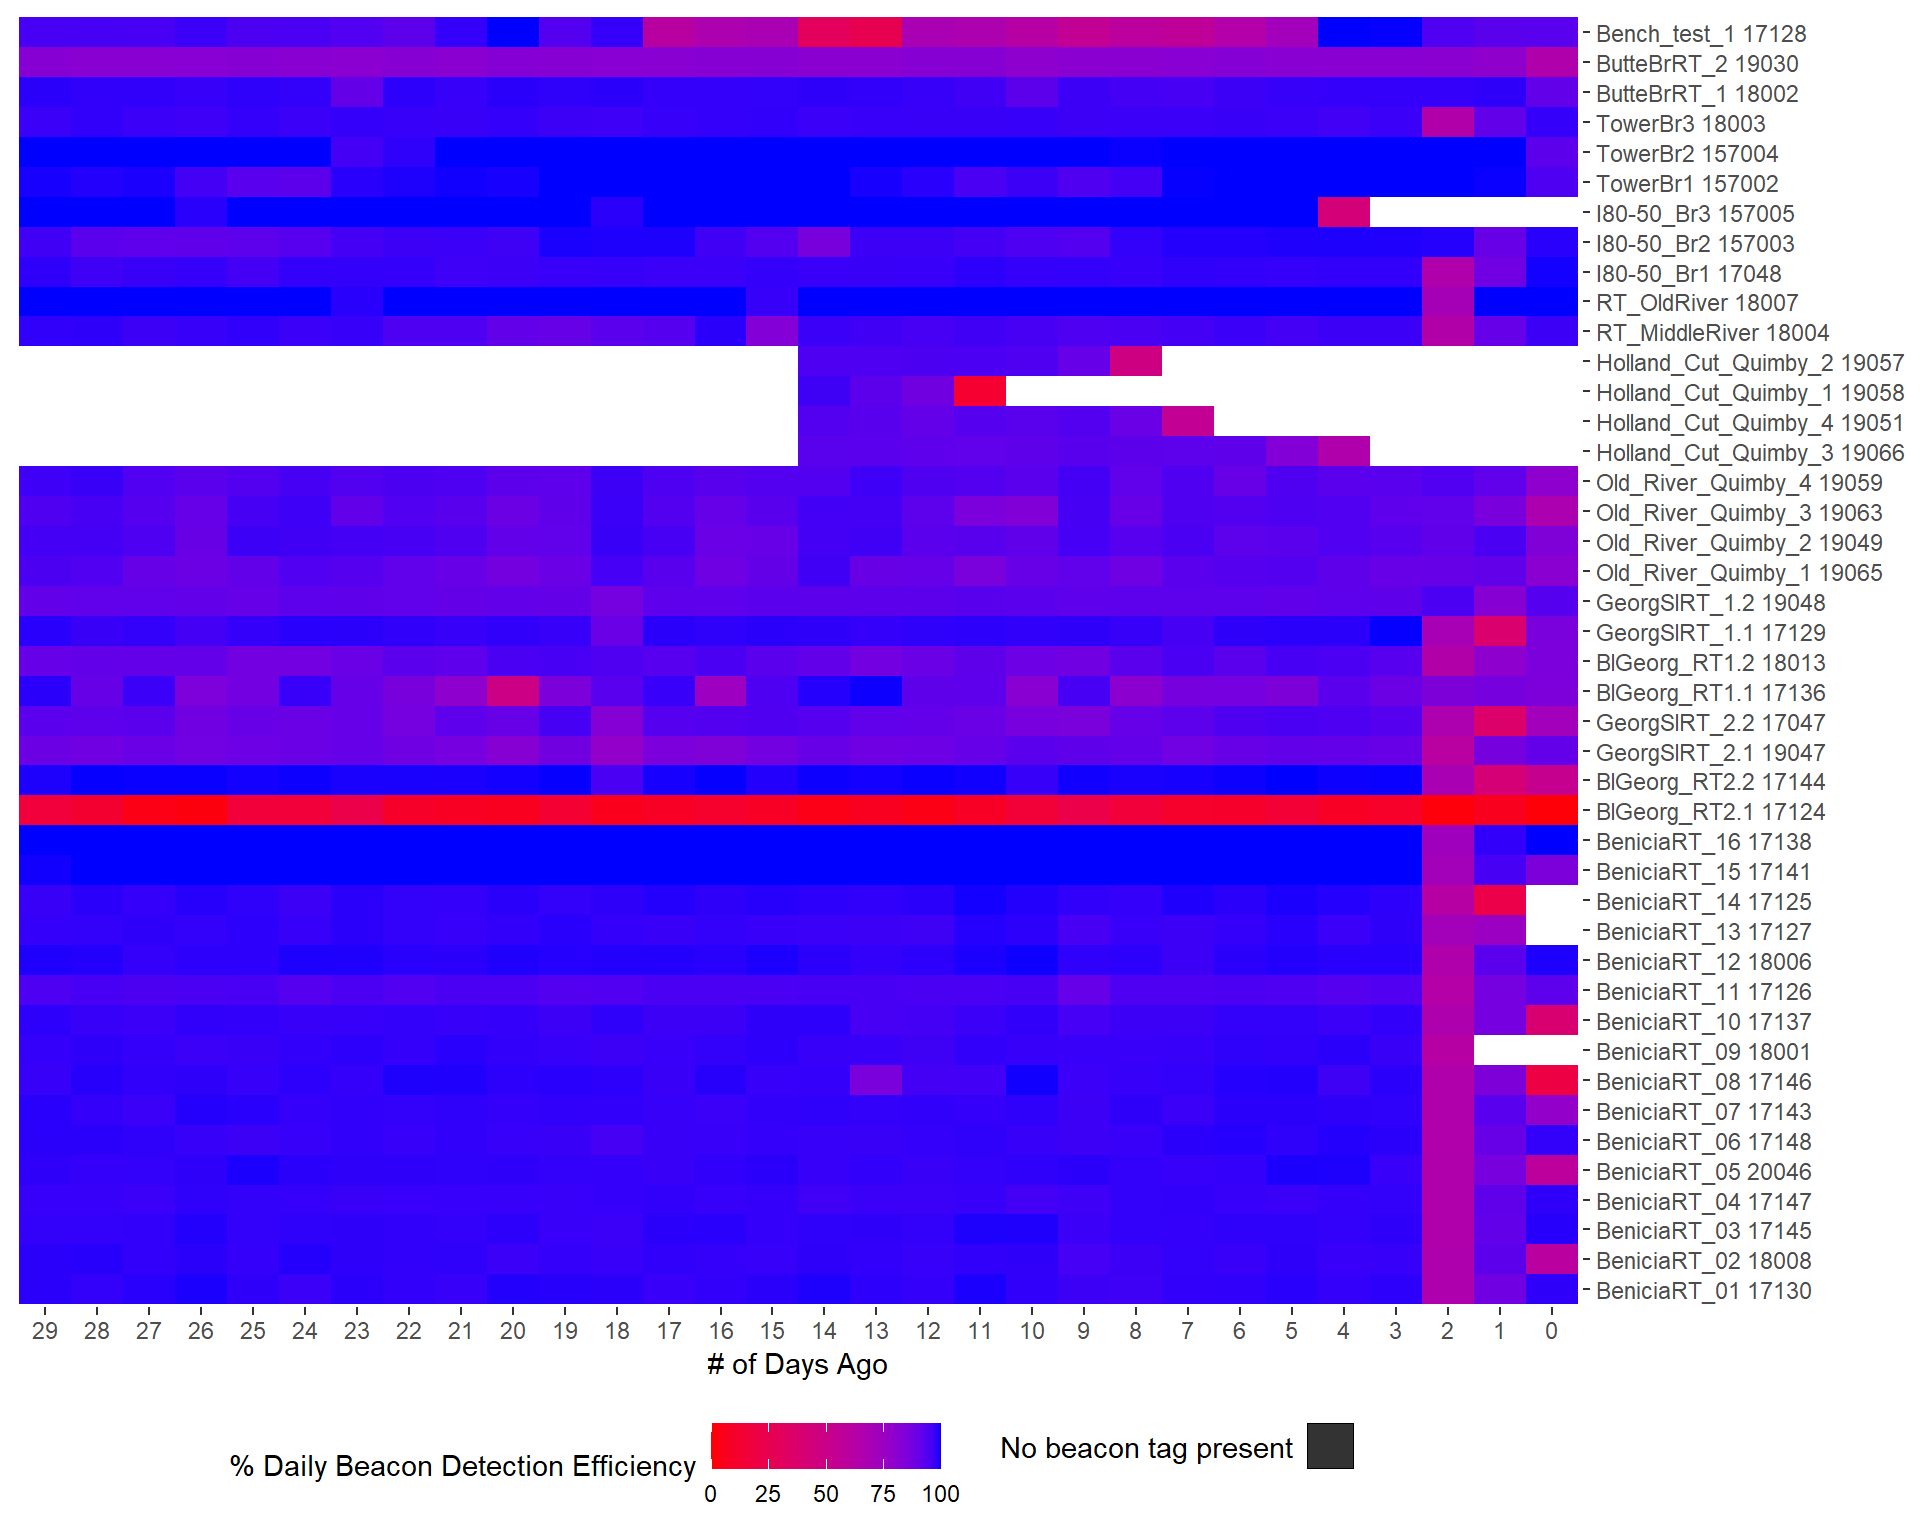 Bench_test_1 17128
ButteBrRT_2 19030
ButteBrRT_1 18002
TowerBr3 18003
TowerBr2 157004
TowerBr1 157002
I80-50_Br3 157005
I80-50_Br2 157003
I80-50_Br1 17048
RT_OldRiver 18007
RT_MiddleRiver 18004
Holland_Cut_Quimby_2 19057
Holland_Cut_Quimby_1 19058
Holland_Cut_Quimby_4 19051
Holland_Cut_Quimby_3 19066
Old_River_Quimby_4 19059
Old_River_Quimby_3 19063
Old_River_Quimby_2 19049
Old_River_Quimby_1 19065
GeorgSlRT_1.2 19048
GeorgSlRT_1.1 17129
BlGeorg_RT1.2 18013
BlGeorg_RT1.1 17136
GeorgSlRT_2.2 17047
GeorgSlRT_2.1 19047
BlGeorg_RT2.2 17144
BlGeorg_RT2.1 17124
BeniciaRT_16 17138
BeniciaRT_15 17141
BeniciaRT_14 17125
BeniciaRT_13 17127
BeniciaRT_12 18006
BeniciaRT_11 17126
BeniciaRT_10 17137
BeniciaRT_09 18001
BeniciaRT_08 17146
BeniciaRT_07 17143
BeniciaRT_06 17148
BeniciaRT_05 20046
BeniciaRT_04 17147
BeniciaRT_03 17145
BeniciaRT_02 18008
BeniciaRT_01 17130
29 28 27 26 25 24 23 22 21 20 19 18 17 16 15 14 13 12 11 10 9 8 7 6 5 4 3 2 1 0
# of Days Ago
% Daily Beacon Detection Efficiency
0 25 50 75 100
No beacon tag present